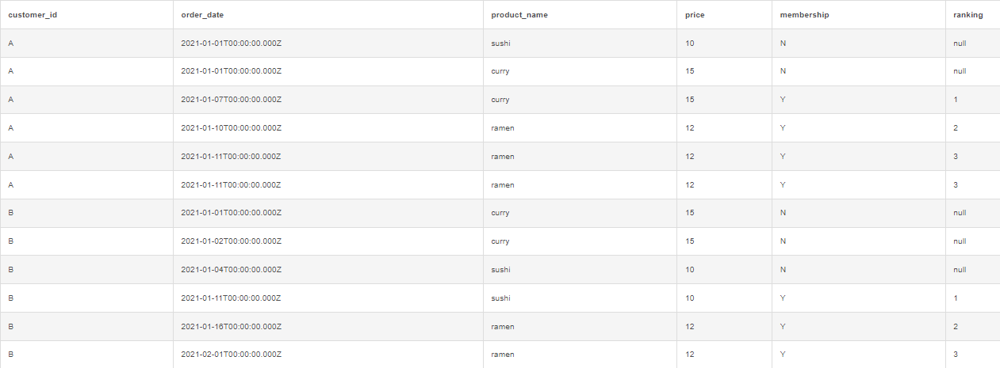 customer_id order_date product_name price membership ranking
A 2021-01-01T00:00:00.000Z sushi 10 N null
A 2021-01-01T00:00:00.000Z curry 15 N null
A 2021-01-07T00:00:00.000Z curry 15 Y 1
A 2021-01-10T00:00:00.000Z ramen 12 Y 2
A 2021-01-11T00:00:00.000Z ramen 12 Y 3
A 2021-01-11T00:00:00.000Z ramen 12 Y 3
B 2021-01-01T00:00:00.000Z curry 15 N null
B 2021-01-02T00:00:00.000Z curry 15 N null
B 2021-01-04T00:00:00.000Z sushi 10 N null
B 2021-01-11T00:00:00.000Z sushi 10 Y 1
B 2021-01-16T00:00:00.000Z ramen 12 Y 2
B 2021-02-01T00:00:00.000Z ramen 12 Y 3